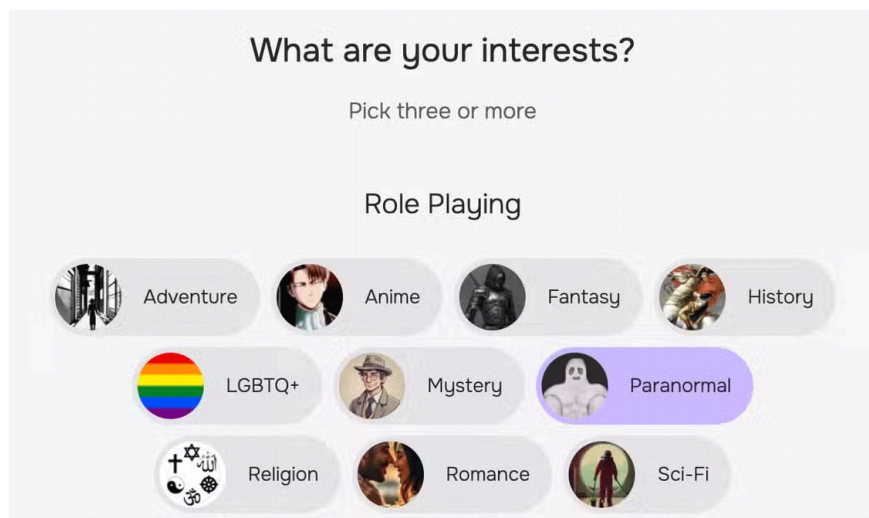 What are your interests?
Pick three or more
Role Playing
Adventure
Anime
Fantasy
History
LGBTQ+
Mystery
Paranormal
Religion
Romance
Sci-Fi